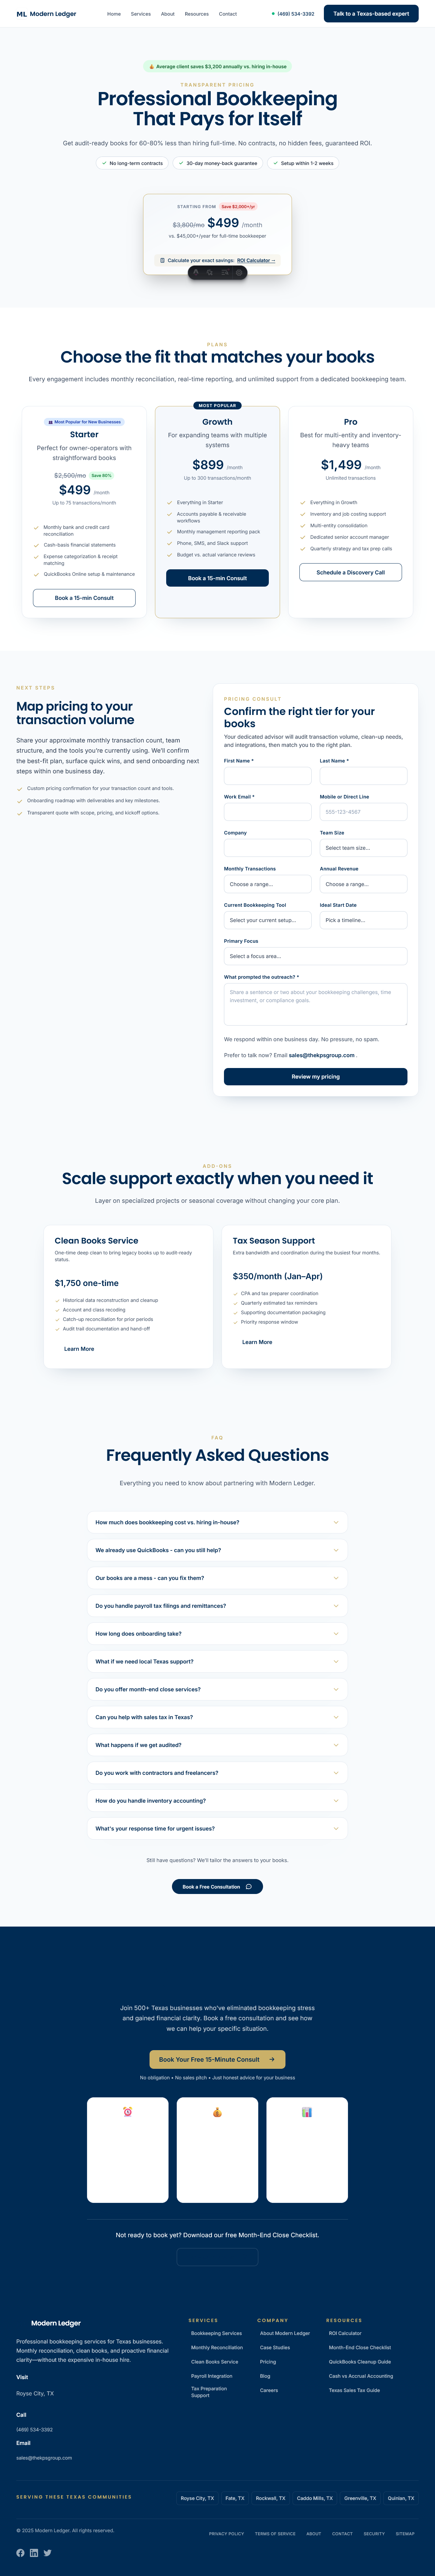 ML Modern Ledger
Home Services About Resources Contact
(469) 534-3392
Talk to a Texas-based expert
💰 Average client saves $3,200 annually vs. hiring in-house
TRANSPARENT PRICING
Professional Bookkeeping
That Pays for Itself
Get audit-ready books for 60-80% less than hiring full-time. No contracts, no hidden fees, guaranteed ROI.
No long-term contracts
30-day money-back guarantee
Setup within 1-2 weeks
STARTING FROM Save $2,000+/yr
$3,800/mo $499 /month
vs. $45,000+/year for full-time bookkeeper
Calculate your exact savings: ROI Calculator →
PLANS
Choose the fit that matches your books
Every engagement includes monthly reconciliation, real-time reporting, and unlimited support from a dedicated bookkeeping team.
Most Popular for New Businesses
Starter
Perfect for owner-operators with
straightforward books
$2,500/mo Save 80%
$499 /month
Up to 75 transactions/month
Monthly bank and credit card
reconciliation
Cash-basis financial statements
Expense categorization & receipt
matching
QuickBooks Online setup & maintenance
Book a 15-min Consult
MOST POPULAR
Growth
For expanding teams with multiple
systems
$899 /month
Up to 300 transactions/month
Everything in Starter
Accounts payable & receivable
workflows
Monthly management reporting pack
Phone, SMS, and Slack support
Budget vs. actual variance reviews
Book a 15-min Consult
Pro
Best for multi-entity and inventory-
heavy teams
$1,499 /month
Unlimited transactions
Everything in Growth
Inventory and job costing support
Multi-entity consolidation
Dedicated senior account manager
Quarterly strategy and tax prep calls
Schedule a Discovery Call
NEXT STEPS
Map pricing to your
transaction volume
Share your approximate monthly transaction count, team
structure, and the tools you're currently using. We'll confirm
the best-fit plan, surface quick wins, and send onboarding next
steps within one business day.
Custom pricing confirmation for your transaction count and tools.
Onboarding roadmap with deliverables and key milestones.
Transparent quote with scope, pricing, and kickoff options.
PRICING CONSULT
Confirm the right tier for your
books
Your dedicated advisor will audit transaction volume, clean-up needs,
and integrations, then match you to the right plan.
First Name * Last Name *
Work Email * Mobile or Direct Line
555-123-4567
Company Team Size
Select team size...
Monthly Transactions Annual Revenue
Choose a range... Choose a range...
Current Bookkeeping Tool Ideal Start Date
Select your current setup... Pick a timeline...
Primary Focus
Select a focus area...
What prompted the outreach? *
Share a sentence or two about your bookkeeping challenges, time
investment, or compliance goals.
We respond within one business day. No pressure, no spam.
Prefer to talk now? Email sales@thekpsgroup.com .
Review my pricing
ADD-ONS
Scale support exactly when you need it
Layer on specialized projects or seasonal coverage without changing your core plan.
Clean Books Service
One-time deep clean to bring legacy books up to audit-ready
status.
$1,750 one-time
Historical data reconstruction and cleanup
Account and class recoding
Catch-up reconciliation for prior periods
Audit trail documentation and hand-off
Learn More
Tax Season Support
Extra bandwidth and coordination during the busiest four months.
$350/month (Jan–Apr)
CPA and tax preparer coordination
Quarterly estimated tax reminders
Supporting documentation packaging
Priority response window
Learn More
FAQ
Frequently Asked Questions
Everything you need to know about partnering with Modern Ledger.
How much does bookkeeping cost vs. hiring in-house?
We already use QuickBooks - can you still help?
Our books are a mess - can you fix them?
Do you handle payroll tax filings and remittances?
How long does onboarding take?
What if we need local Texas support?
Do you offer month-end close services?
Can you help with sales tax in Texas?
What happens if we get audited?
Do you work with contractors and freelancers?
How do you handle inventory accounting?
What's your response time for urgent issues?
Still have questions? We'll tailor the answers to your books.
Book a Free Consultation
Join 500+ Texas businesses who've eliminated bookkeeping stress
and gained financial clarity. Book a free consultation and see how
we can help your specific situation.
Book Your Free 15-Minute Consult →
No obligation • No sales pitch • Just honest advice for your business
Not ready to book yet? Download our free Month-End Close Checklist.
Modern Ledger
Professional bookkeeping services for Texas businesses.
Monthly reconciliation, clean books, and proactive financial
clarity—without the expensive in-house hire.
Visit
Royse City, TX
Call
(469) 534-3392
Email
sales@thekpsgroup.com
SERVICES
Bookkeeping Services
Monthly Reconciliation
Clean Books Service
Payroll Integration
Tax Preparation
Support
COMPANY
About Modern Ledger
Case Studies
Pricing
Blog
Careers
RESOURCES
ROI Calculator
Month-End Close Checklist
QuickBooks Cleanup Guide
Cash vs Accrual Accounting
Texas Sales Tax Guide
SERVING THESE TEXAS COMMUNITIES
Royse City, TX Fate, TX Rockwall, TX Caddo Mills, TX Greenville, TX Quinlan, TX
© 2025 Modern Ledger. All rights reserved.
PRIVACY POLICY TERMS OF SERVICE ABOUT CONTACT SECURITY SITEMAP